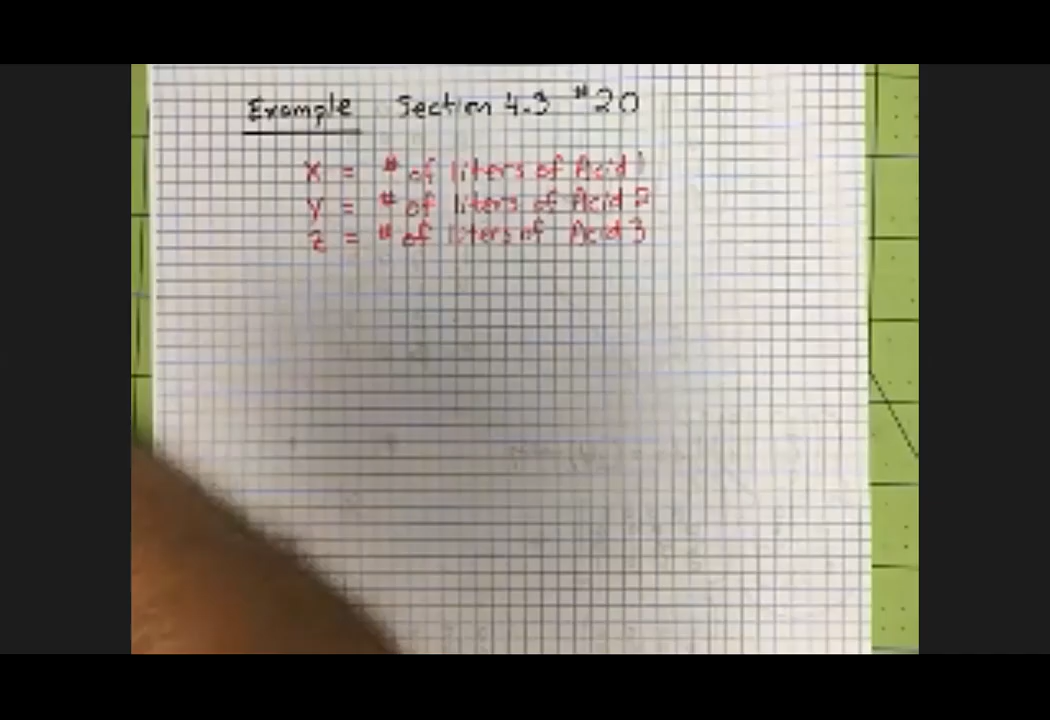 Example Section 4.3 #20
X = # of liters of Acid 1
Y = # of liters of Acid 2
Z = # of liters of Acid 3